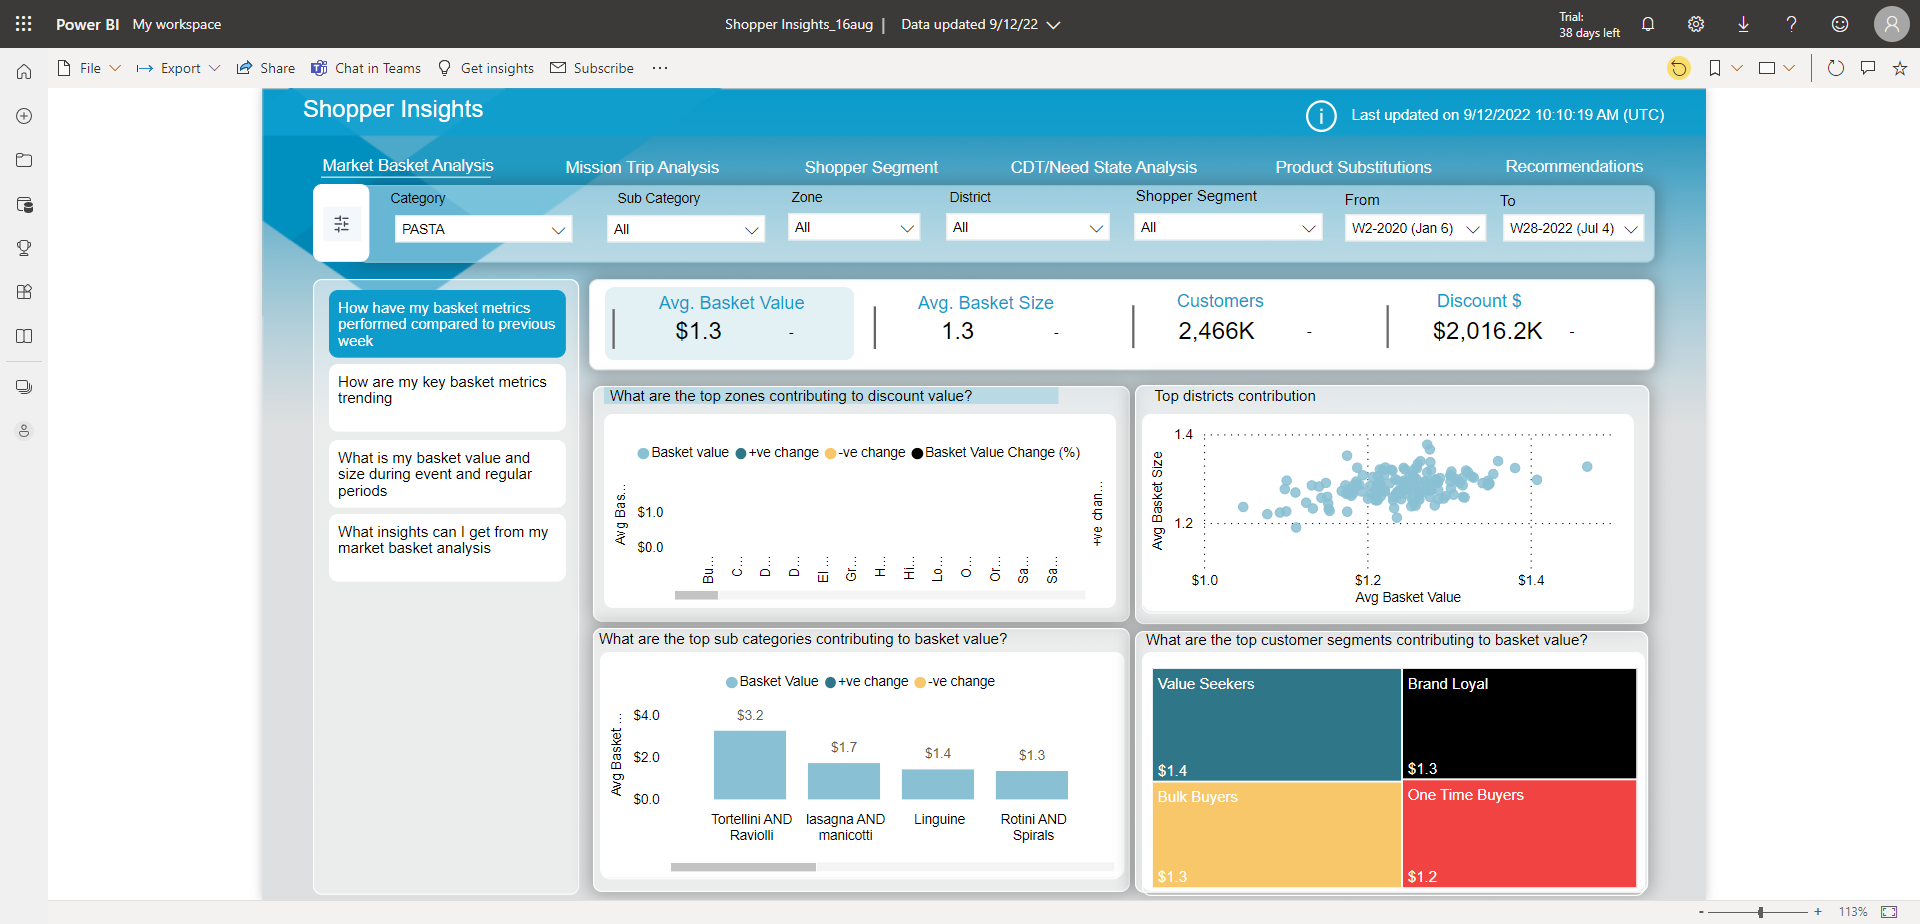 Power BI My workspace
Shopper Insights_16aug | Data updated 9/12/22
Trial:
38 days left
File Export Share Chat in Teams Get insights Subscribe ...
Shopper Insights
Last updated on 9/12/2022 10:10:19 AM (UTC)
Market Basket Analysis Mission Trip Analysis Shopper Segment CDT/Need State Analysis Product Substitutions Recommendations
Category Sub Category Zone District Shopper Segment From To
PASTA All All All All W2-2020 (Jan 6) W28-2022 (Jul 4)
How have my basket metrics
performed compared to previous
week
How are my key basket metrics
trending
What is my basket value and
size during event and regular
periods
What insights can I get from my
market basket analysis
Avg. Basket Value
$1.3 -
Avg. Basket Size
1.3 -
Customers
2,466K -
Discount $
$2,016.2K -
What are the top zones contributing to discount value?
Basket value +ve change -ve change Basket Value Change (%)
Avg Bas...
$1.0
$0.0
+ve chan...
Bu... C... D... D... El... Gr... H... Hi... Lo... O... Or... Sa... Sa...
Top districts contribution
Avg Basket Size
1.4
1.2
$1.0 $1.2 $1.4
Avg Basket Value
What are the top sub categories contributing to basket value?
Basket Value +ve change -ve change
Avg Basket ...
$4.0
$2.0
$0.0
$3.2
$1.7
$1.4
$1.3
Tortellini AND
Raviolli
lasagna AND
manicotti
Linguine
Rotini AND
Spirals
What are the top customer segments contributing to basket value?
Value Seekers
$1.4
Brand Loyal
$1.3
Bulk Buyers
$1.3
One Time Buyers
$1.2
- + 113%